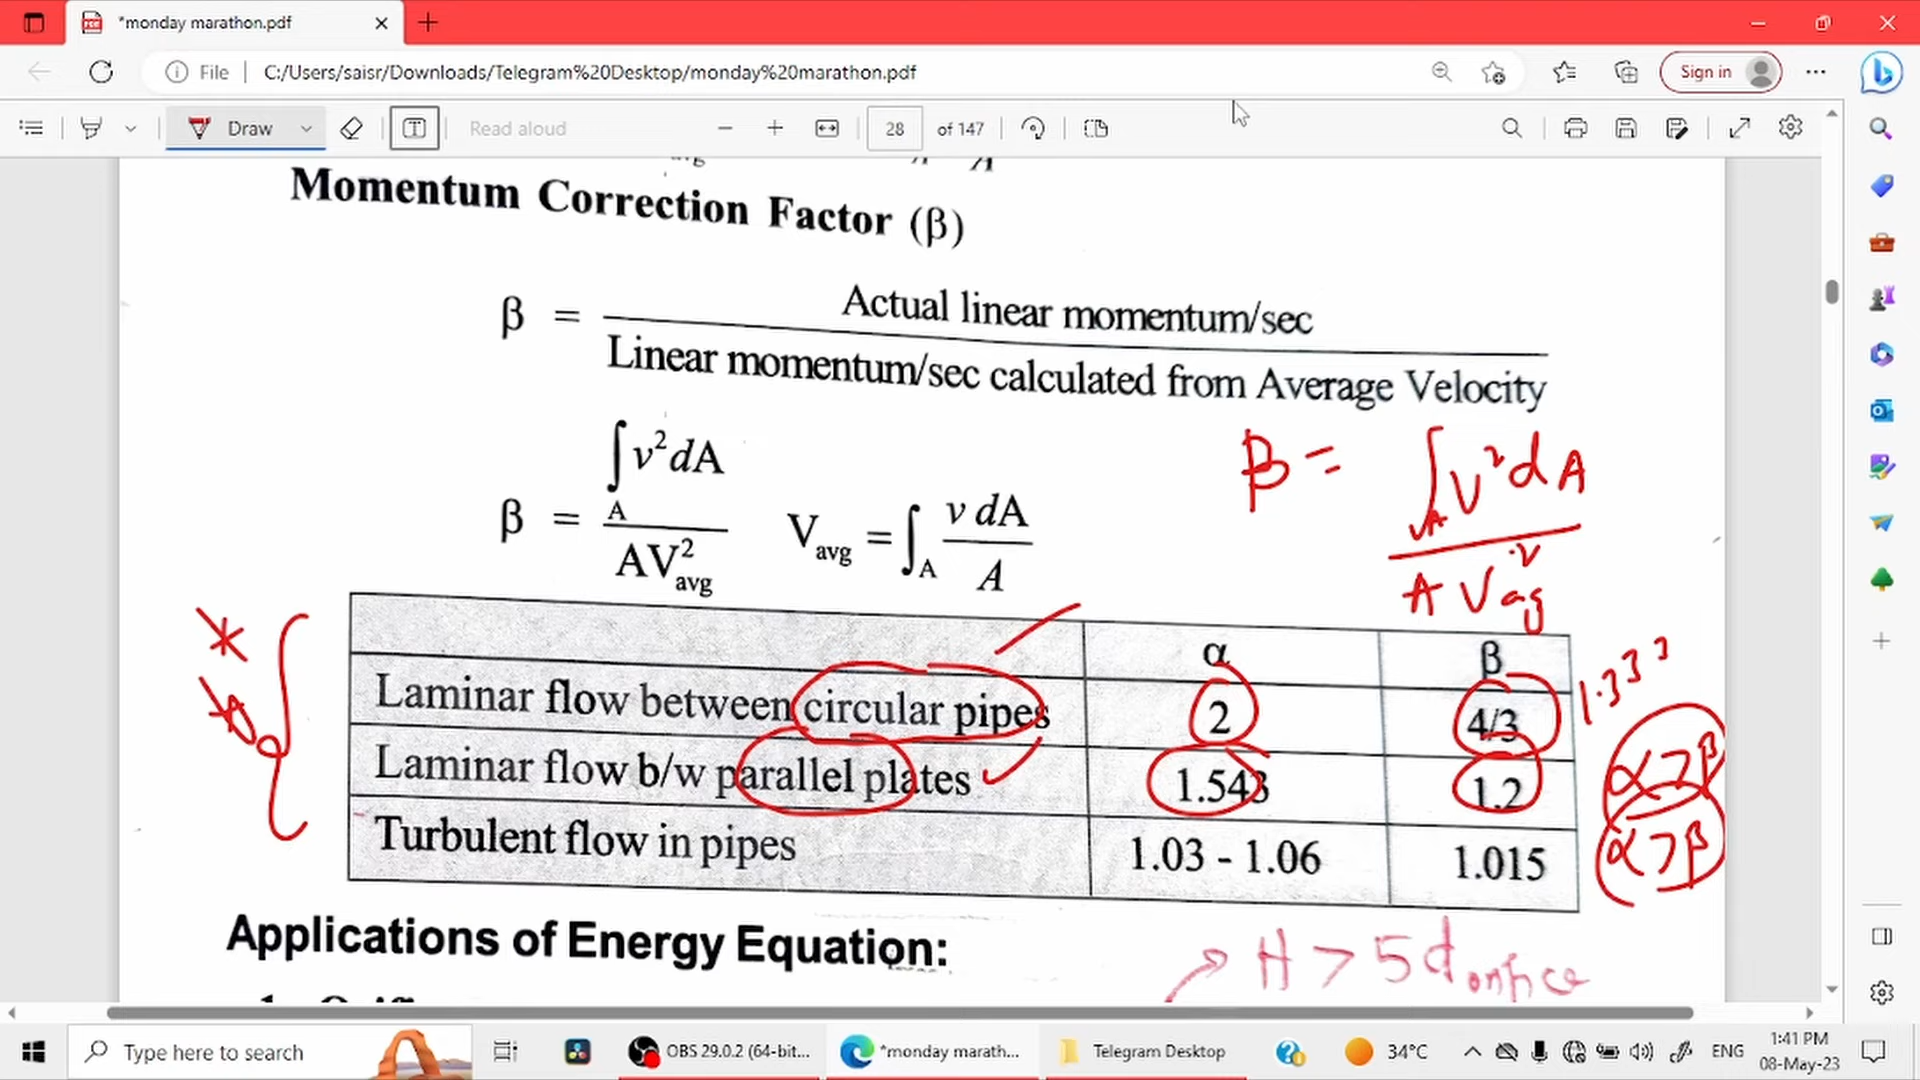 *monday marathon.pdf
File
C:/Users/saisr/Downloads/Telegram%20Desktop/monday%20marathon.pdf
Sign in
Draw
Read aloud
28 of 147
avg A A
Momentum Correction Factor (β)
β = Actual linear momentum/sec
Linear momentum/sec calculated from Average Velocity
β = ∫A v²dA / AV²avg Vavg = ∫A v dA / A
β = ∫A V²dA / A Vavg²
α β
Laminar flow between circular pipes 2 4/3 1.333
Laminar flow b/w parallel plates 1.543 1.2 α>β
Turbulent flow in pipes 1.03 - 1.06 1.015 α>β
Applications of Energy Equation:
H > 5 d orifice
Type here to search
OBS 29.0.2 (64-bit...
*monday marath...
Telegram Desktop
34°C
ENG
1:41 PM
08-May-23